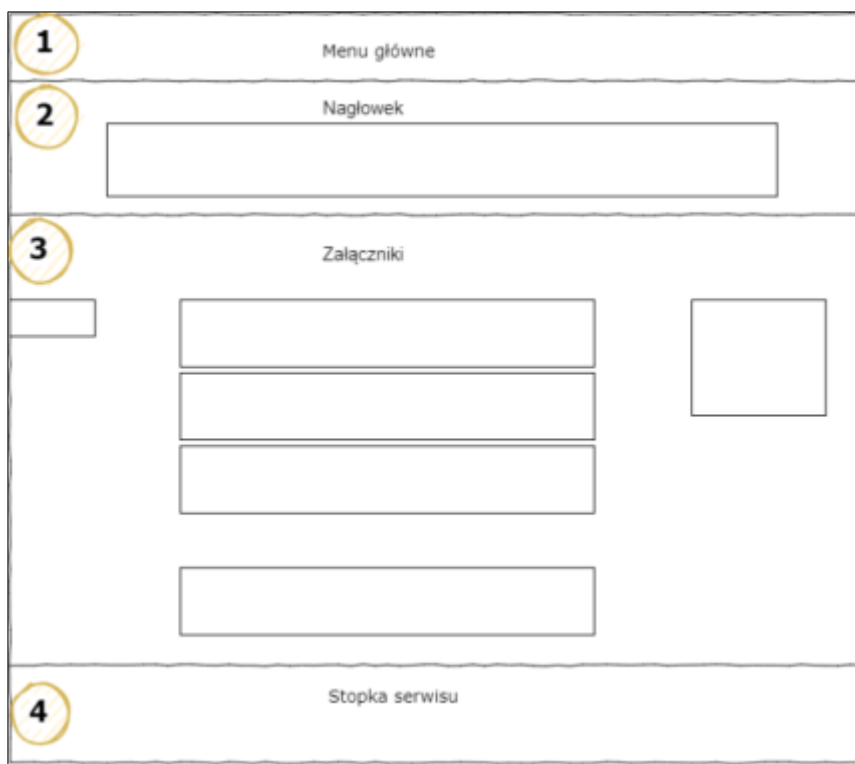 1
Menu główne
2
Nagłowek
3
Załączniki
4
Stopka serwisu